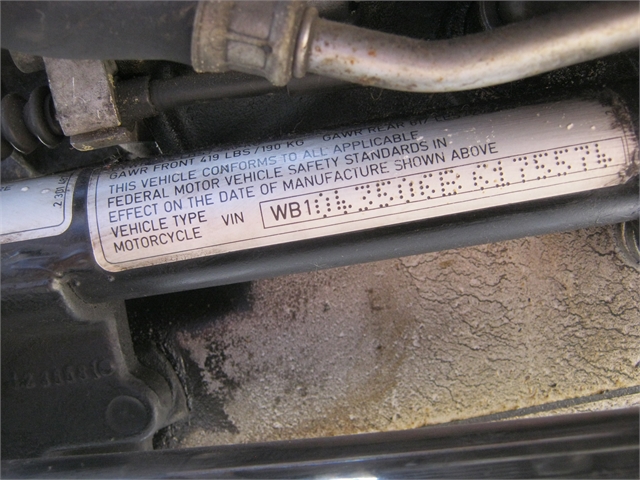 GAWR FRONT 419 LBS/190 KG GAWR REAR
THIS VEHICLE CONFORMS TO ALL APPLICABLE
FEDERAL MOTOR VEHICLE SAFETY STANDARDS IN
EFFECT ON THE DATE OF MANUFACTURE SHOWN ABOVE
VEHICLE TYPE VIN WB1
MOTORCYCLE